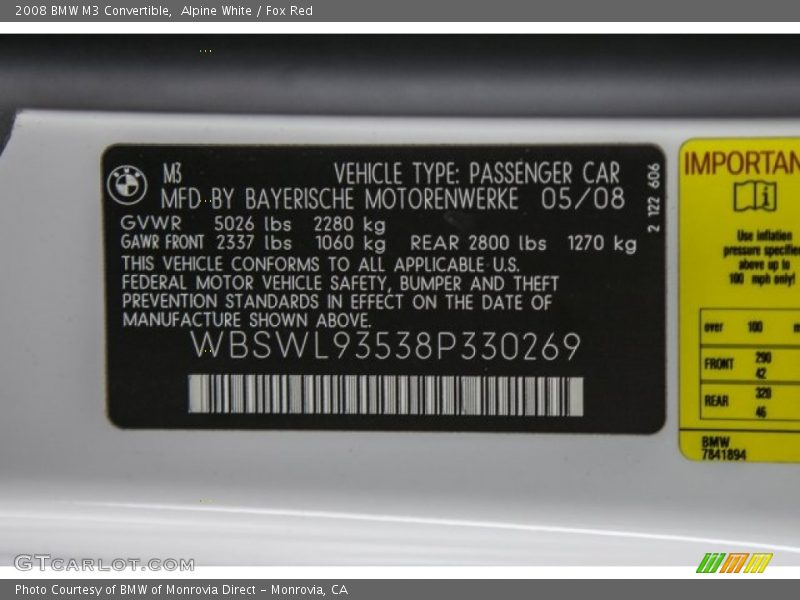 2008 BMW M3 Convertible, Alpine White / Fox Red
M3 VEHICLE TYPE: PASSENGER CAR
MFD BY BAYERISCHE MOTORENWERKE 05/08
GVWR 5026 lbs 2280 kg
GAWR FRONT 2337 lbs 1060 kg REAR 2800 lbs 1270 kg
THIS VEHICLE CONFORMS TO ALL APPLICABLE U.S.
FEDERAL MOTOR VEHICLE SAFETY, BUMPER AND THEFT
PREVENTION STANDARDS IN EFFECT ON THE DATE OF
MANUFACTURE SHOWN ABOVE.
WBSWL93538P330269
2 122 606
IMPORTAN
Use inflation
pressure specifie
above up to
100 mph only!
over 100 m
FRONT 290
42
REAR 320
46
BMW
7841894
GTCARLOT.COM
Photo Courtesy of BMW of Monrovia Direct - Monrovia, CA